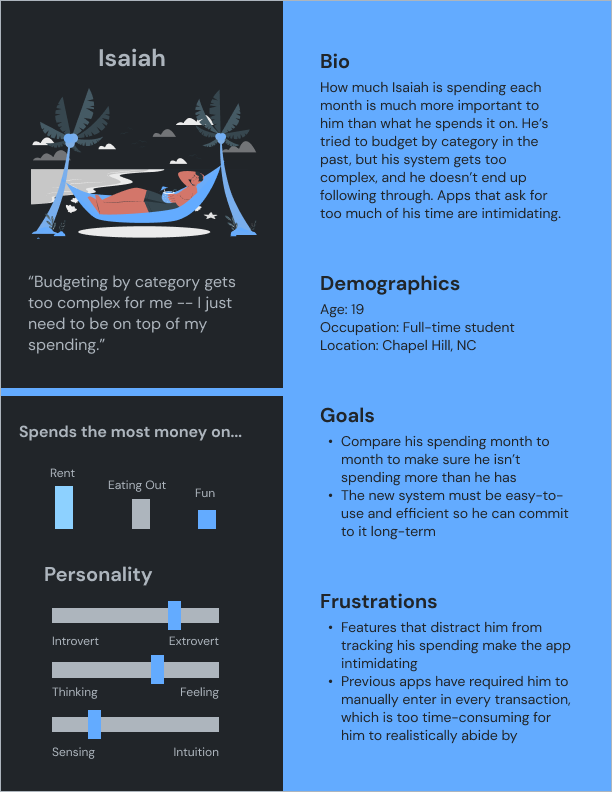 Isaiah
“Budgeting by category gets
too complex for me -- I just
need to be on top of my
spending.”
Spends the most money on...
Rent
Eating Out
Fun
Personality
Introvert Extrovert
Thinking Feeling
Sensing Intuition
Bio
How much Isaiah is spending each
month is much more important to
him than what he spends it on. He’s
tried to budget by category in the
past, but his system gets too
complex, and he doesn’t end up
following through. Apps that ask for
too much of his time are intimidating.
Demographics
Age: 19
Occupation: Full-time student
Location: Chapel Hill, NC
Goals
• Compare his spending month to
month to make sure he isn’t
spending more than he has
• The new system must be easy-to-
use and efficient so he can commit
to it long-term
Frustrations
• Features that distract him from
tracking his spending make the app
intimidating
• Previous apps have required him to
manually enter in every transaction,
which is too time-consuming for
him to realistically abide by